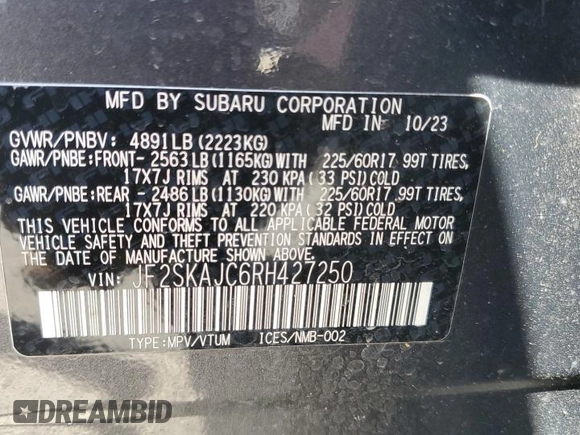 MFD BY SUBARU CORPORATION
MFD IN 10/23
GVWR/PNBV: 4891LB (2223KG)
GAWR/PNBE:FRONT- 2563 LB (1165KG) WITH 225/60R17 99T TIRES,
17X7J RIMS AT 230 KPA (33 PSI) COLD
GAWR/PNBE:REAR - 2486 LB (1130KG) WITH 225/60R17 99T TIRES,
17X7J RIMS AT 220 KPA (32 PSI) COLD
THIS VEHICLE CONFORMS TO ALL APPLICABLE FEDERAL MOTOR
VEHICLE SAFETY AND THEFT PREVENTION STANDARDS IN EFFECT
ON THE DATE OF MANUFACTURE SHOWN ABOVE.
VIN: JF2SKAJC6RH427250
TYPE:MPV/VTUM ICES/NMB-002
DREAMBID